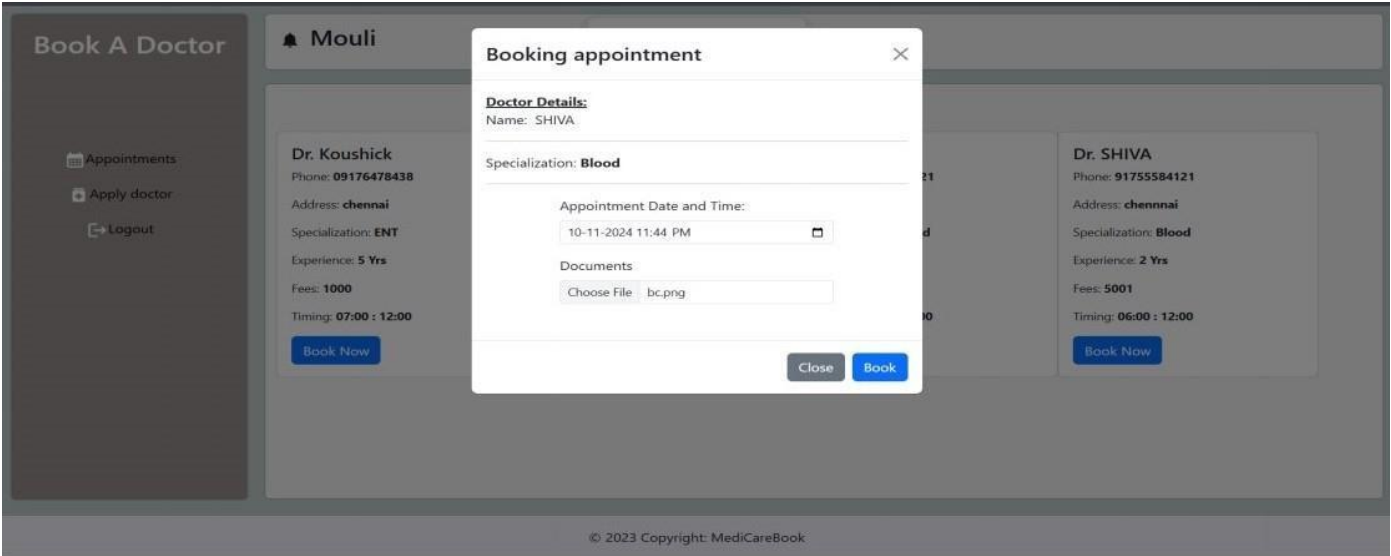 Book A Doctor
Appointments
Apply doctor
Logout
Mouli
Booking appointment
Doctor Details:
Name: SHIVA
Specialization: Blood
Appointment Date and Time:
10-11-2024 11:44 PM
Documents
Choose File bc.png
Close Book
Dr. Koushick
Phone: 09176478438
Address: chennai
Specialization: ENT
Experience: 5 Yrs
Fees: 1000
Timing: 07:00 : 12:00
Book Now
21
d
00
Dr. SHIVA
Phone: 91755584121
Address: chennnai
Specialization: Blood
Experience: 2 Yrs
Fees: 5001
Timing: 06:00 : 12:00
Book Now
© 2023 Copyright: MediCareBook